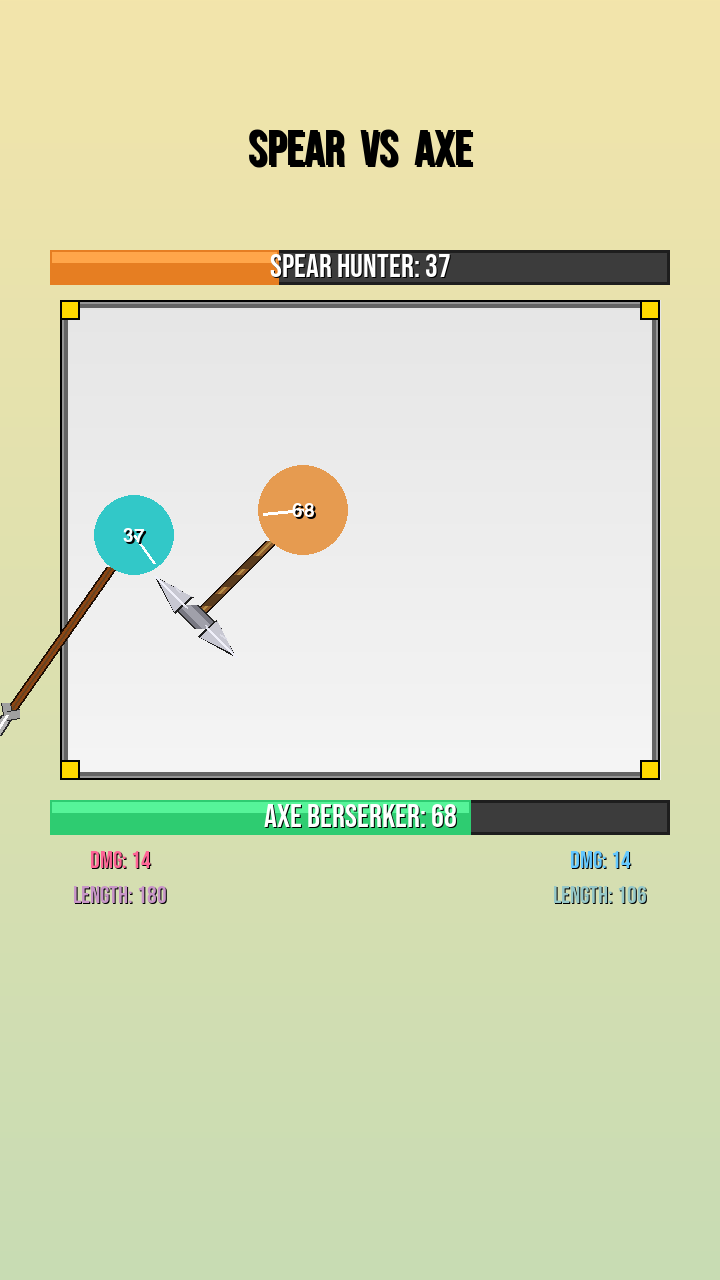 SPEAR VS AXE
SPEAR HUNTER: 37
37
68
AXE BERSERKER: 68
DMG: 14
DMG: 14
LENGTH: 180
LENGTH: 106